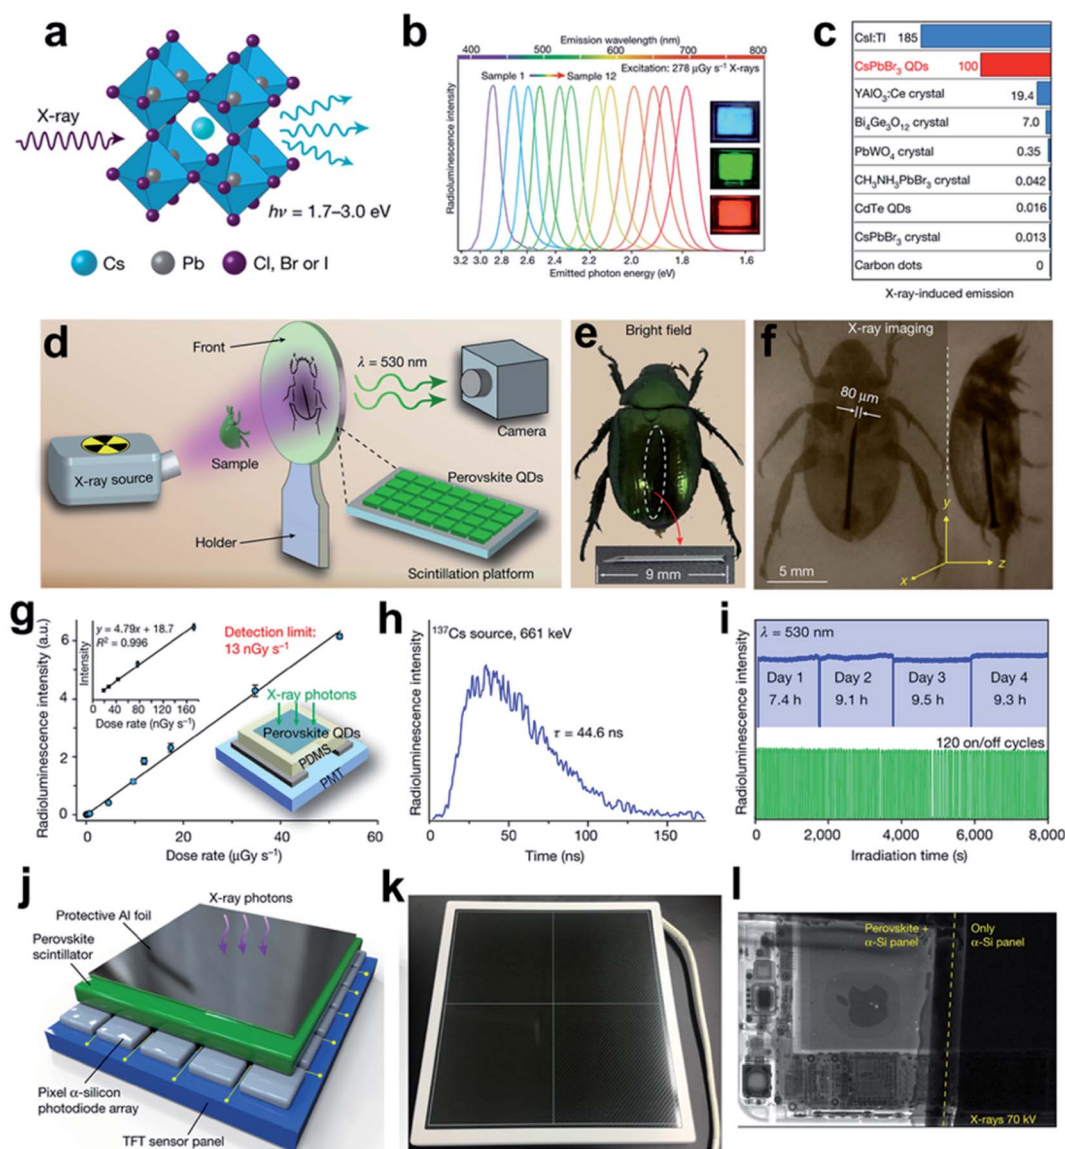 a
X-ray
hν = 1.7–3.0 eV
Cs
Pb
Cl, Br or I
b
Emission wavelength (nm)
400 500 600 700 800
Sample 1
Sample 12
Excitation: 278 μGy s⁻¹ X-rays
Radioluminescence intensity
3.2 3.0 2.8 2.6 2.4 2.2 2.0 1.8 1.6
Emitted photon energy (eV)
c
CsI:Tl 185
CsPbBr₃ QDs 100
YAlO₃:Ce crystal 19.4
Bi₄Ge₃O₁₂ crystal 7.0
PbWO₄ crystal 0.35
CH₃NH₃PbBr₃ crystal 0.042
CdTe QDs 0.016
CsPbBr₃ crystal 0.013
Carbon dots 0
X-ray-induced emission
d
Front
λ = 530 nm
Camera
Sample
X-ray source
Perovskite QDs
Holder
Scintillation platform
e
Bright field
9 mm
f
X-ray imaging
80 μm
y
z
x
5 mm
g
Radioluminescence intensity (a.u.)
6
4
2
0
y = 4.79x + 18.7
R² = 0.996
Intensity
0 40 80 120 160
Dose rate (nGy s⁻¹)
Detection limit:
13 nGy s⁻¹
X-ray photons
Perovskite QDs
PDMS
PMT
0 20 40 60
Dose rate (μGy s⁻¹)
h
¹³⁷Cs source, 661 keV
τ = 44.6 ns
Radioluminescence intensity
0 50 100 150
Time (ns)
i
λ = 530 nm
Day 1 Day 2 Day 3 Day 4
7.4 h 9.1 h 9.5 h 9.3 h
120 on/off cycles
Radioluminescence intensity
0 2,000 4,000 6,000 8,000
Irradiation time (s)
j
X-ray photons
Protective Al foil
Perovskite
scintillator
Pixel α-silicon
photodiode array
TFT sensor panel
k
l
Perovskite +
α-Si panel
Only
α-Si panel
X-rays 70 kV